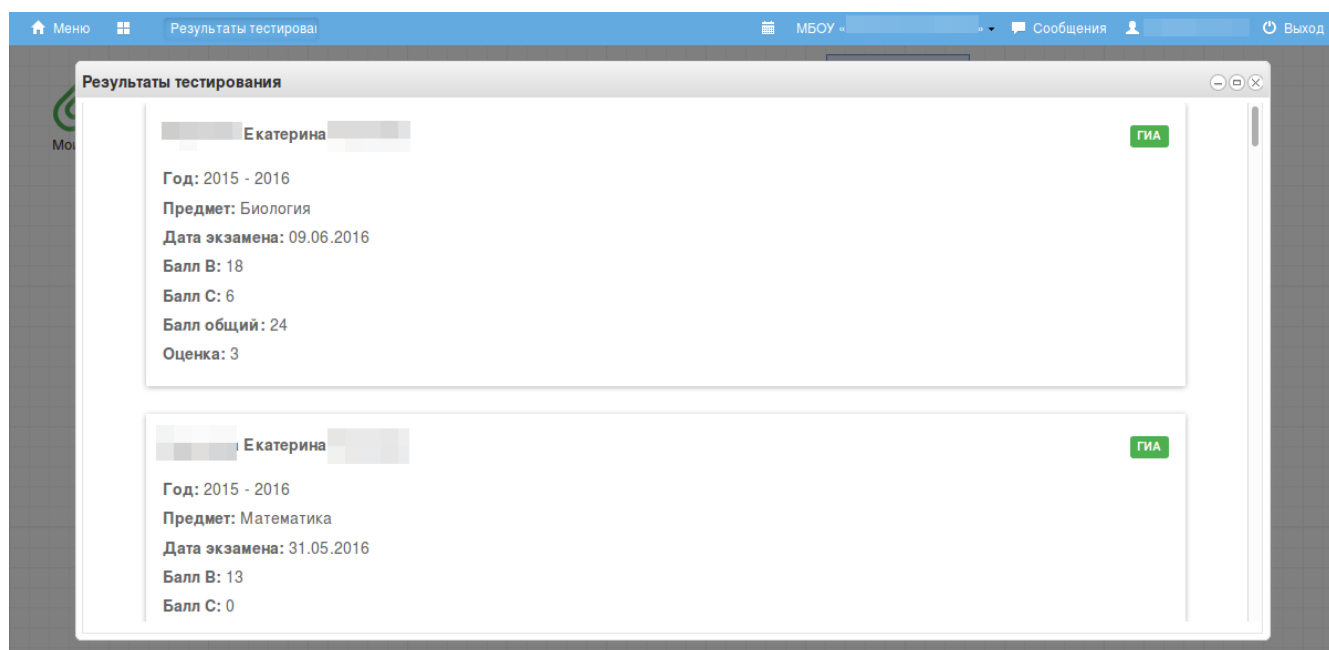 Меню Результаты тестирован МБОУ « » Сообщения Выход
Результаты тестирования
Екатерина ГИА
Год: 2015 - 2016
Предмет: Биология
Дата экзамена: 09.06.2016
Балл B: 18
Балл C: 6
Балл общий: 24
Оценка: 3
Екатерина ГИА
Год: 2015 - 2016
Предмет: Математика
Дата экзамена: 31.05.2016
Балл B: 13
Балл C: 0